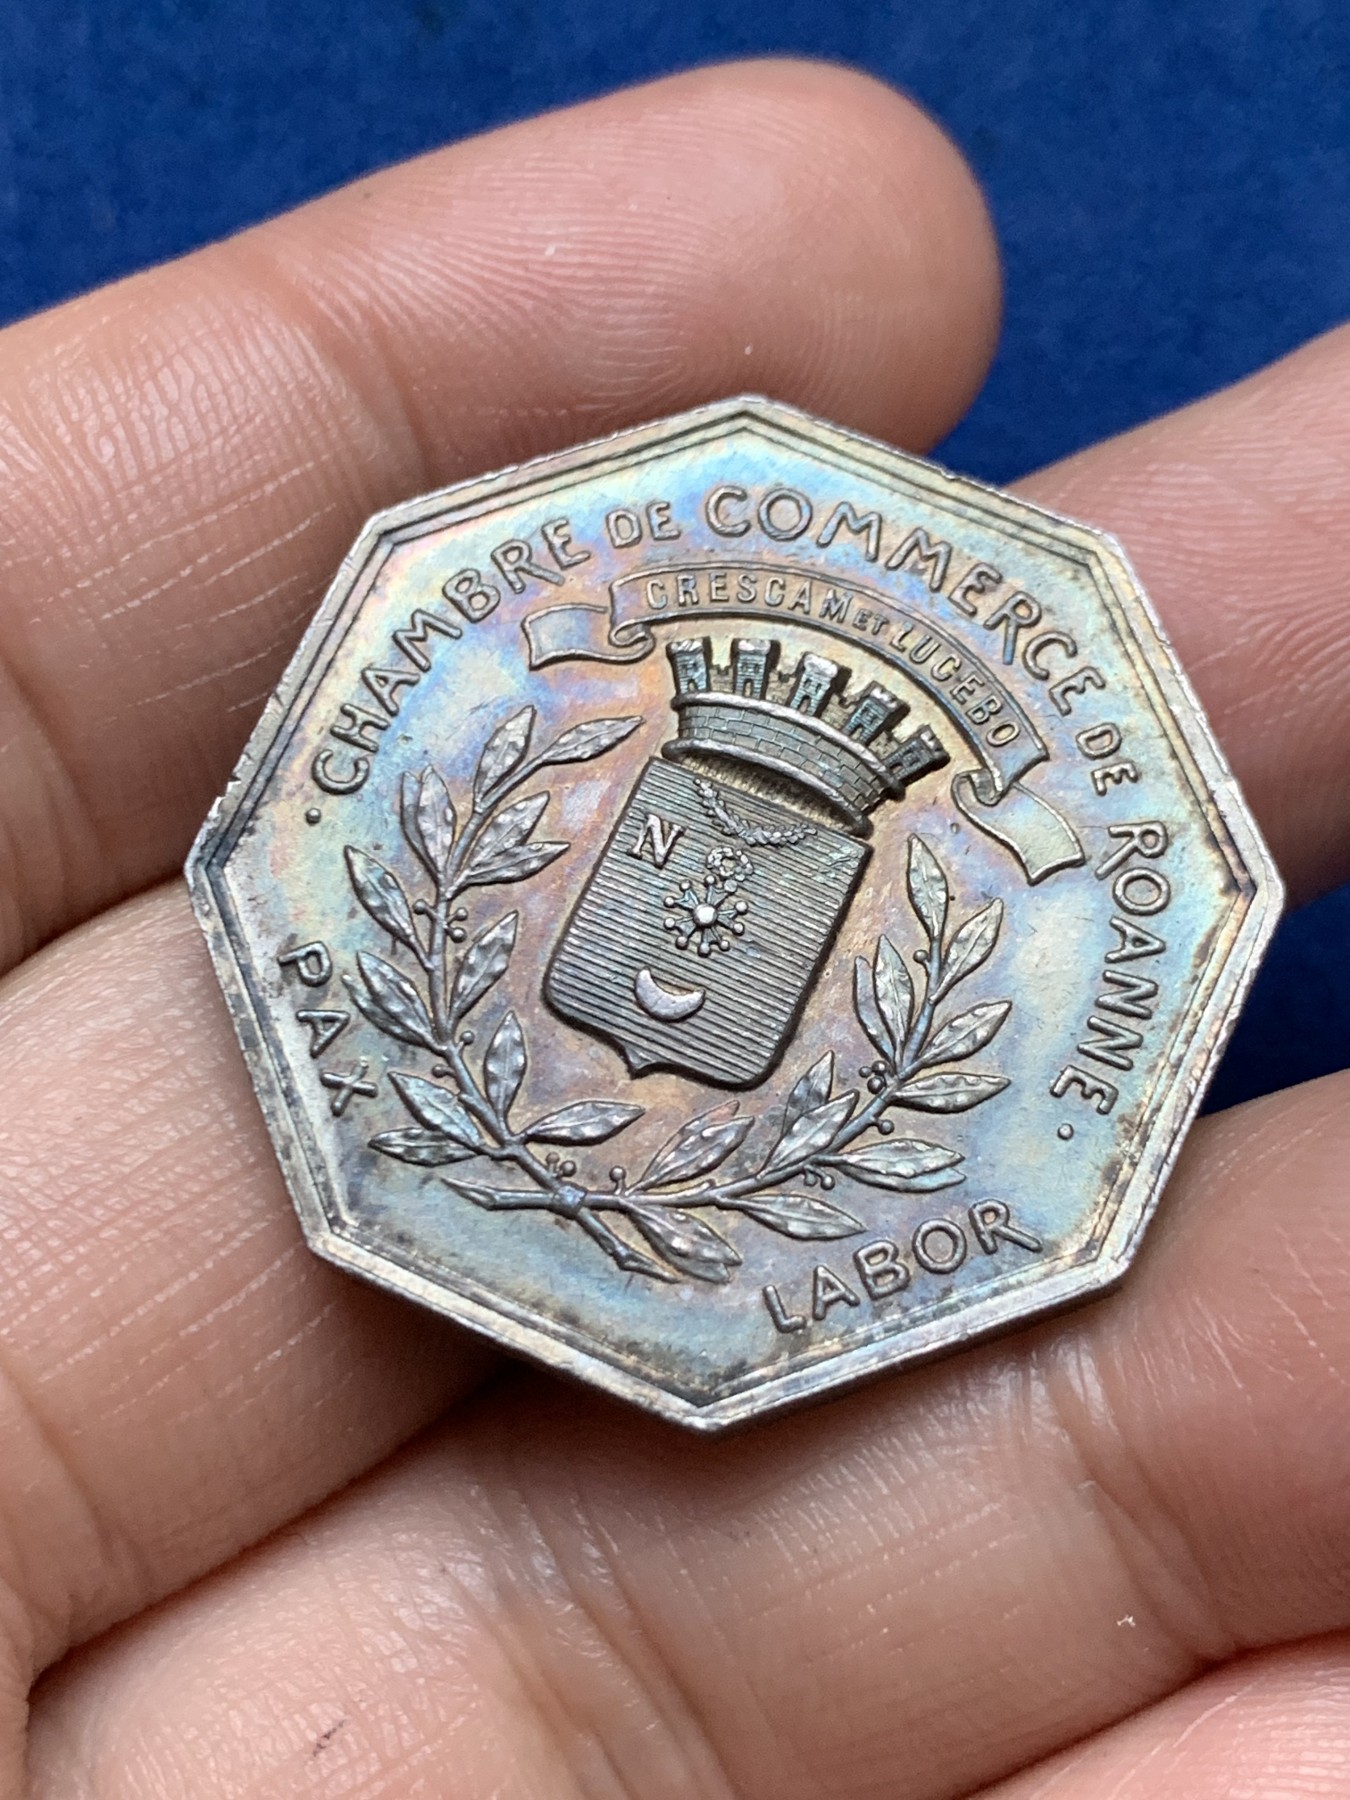 · CHAMBRE DE COMMERCE DE ROANNE ·
CRESCAM ET LUCEBO
N
PAX
LABOR